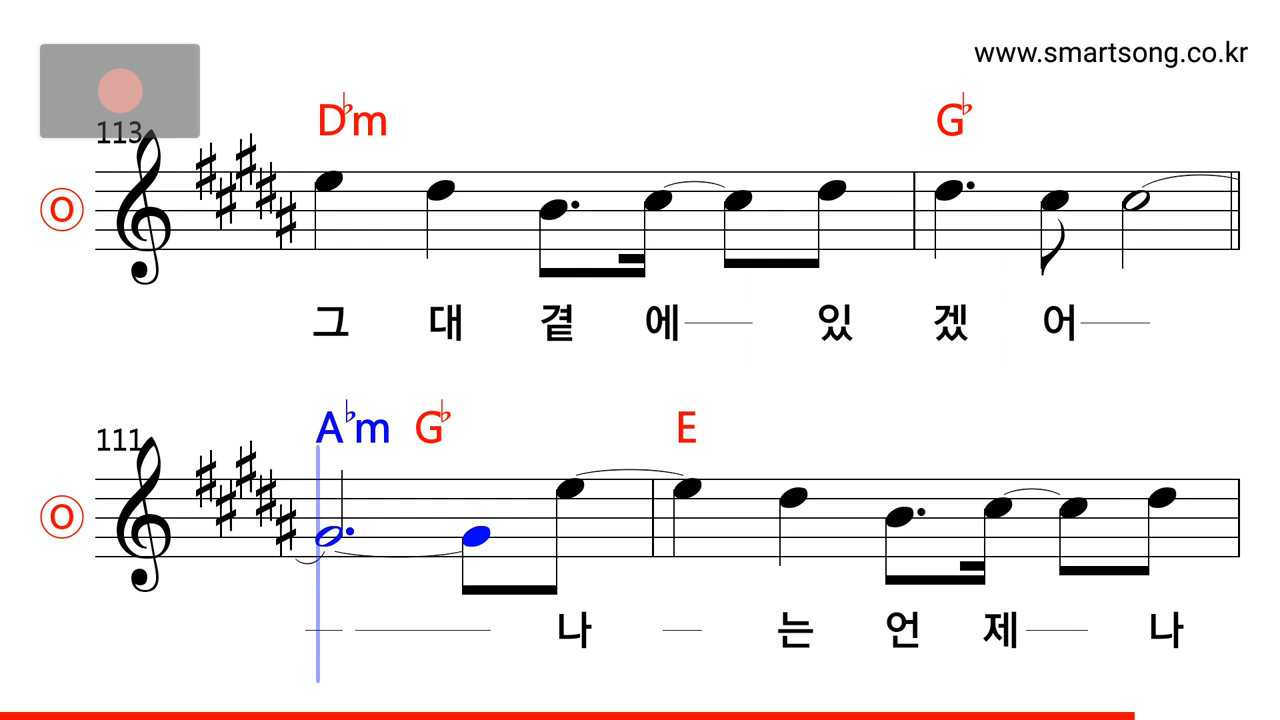 www.smartsong.co.kr
113
D♭m G♭
O
그 대 곁 에 있 겠 어
111
A♭m G♭ E
O
나 는 언 제 나